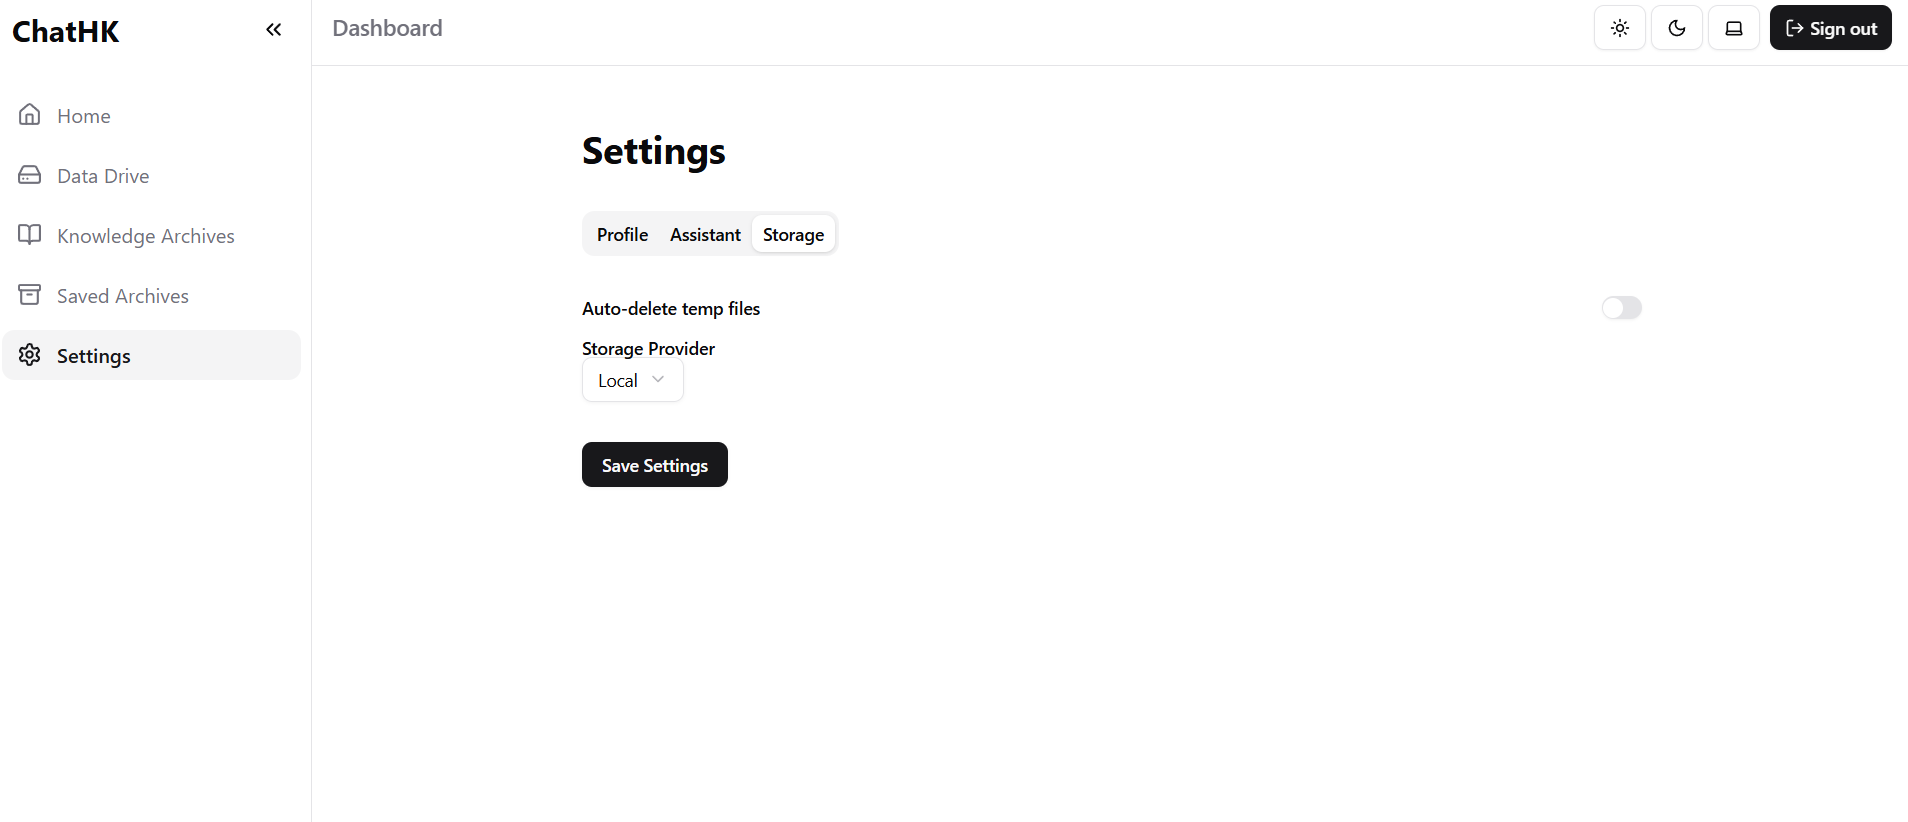 ChatHK
Home
Data Drive
Knowledge Archives
Saved Archives
Settings
Dashboard
Sign out
Settings
Profile Assistant Storage
Auto-delete temp files
Storage Provider
Local
Save Settings